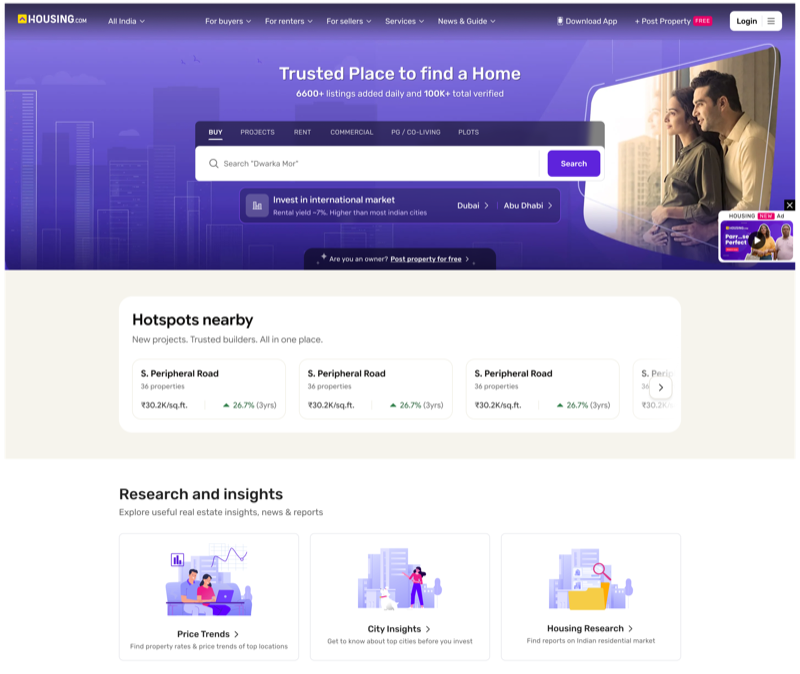 HOUSING.COM
All India
For buyers
For renters
For sellers
Services
News & Guide
Download App
+ Post Property FREE
Login
Trusted Place to find a Home
6600+ listings added daily and 100K+ total verified
BUY
PROJECTS
RENT
COMMERCIAL
PG / CO-LIVING
PLOTS
Search "Dwarka Mor"
Search
Invest in international market
Rental yield ~7%. Higher than most indian cities
Dubai
Abu Dhabi
HOUSING NEW Ad
Parr...se
Perfect
Are you an owner? Post property for free
Hotspots nearby
New projects. Trusted builders. All in one place.
S. Peripheral Road
36 properties
₹30.2K/sq.ft.
26.7% (3yrs)
S. Peripheral Road
36 properties
₹30.2K/sq.ft.
26.7% (3yrs)
S. Peripheral Road
36 properties
₹30.2K/sq.ft.
26.7% (3yrs)
S. Perip
36
₹30.2K/s
Research and insights
Explore useful real estate insights, news & reports
Price Trends
Find property rates & price trends of top locations
City Insights
Get to know about top cities before you invest
Housing Research
Find reports on Indian residential market